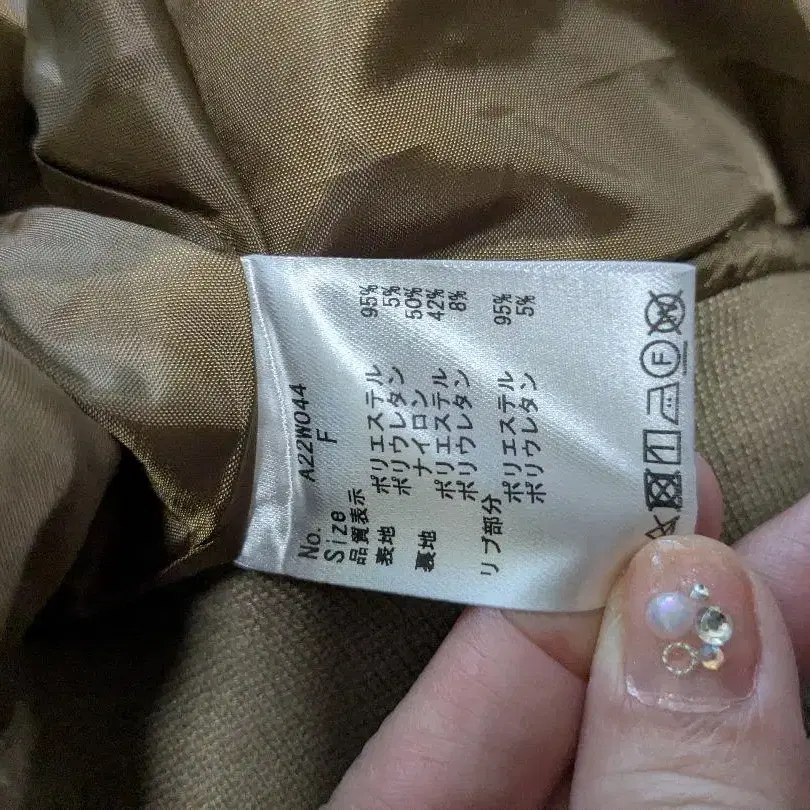 No. A22W044
Size F
品質表示
表地 ポリエステル 95%
ポリウレタン 5%
裏地 ナイロン 50%
ポリエステル 42%
ポリウレタン 8%
リブ部分 ポリエステル 95%
ポリウレタン 5%
F W